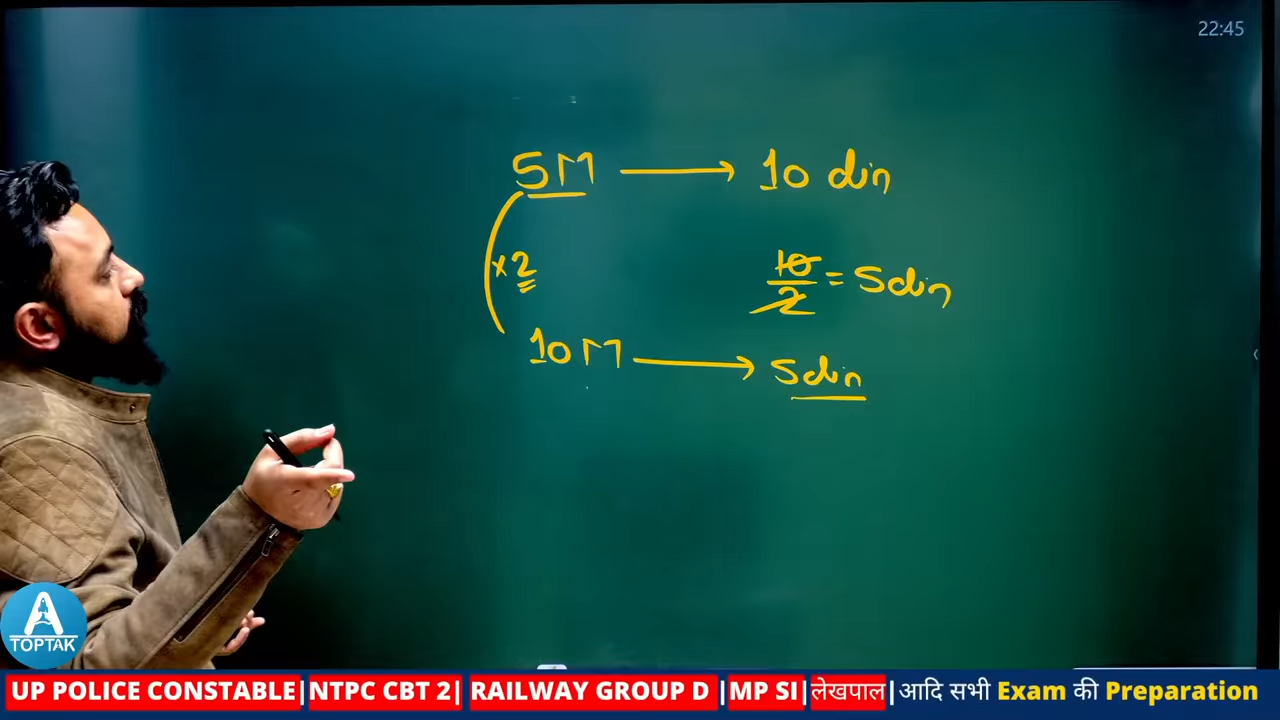 22:45
5M → 10 din
×2
10/2 = 5din
10M → 5din
A
TOPTAK
UP POLICE CONSTABLE| NTPC CBT 2| RAILWAY GROUP D |MP SI|लेखपाल|आदि सभी Exam की Preparation